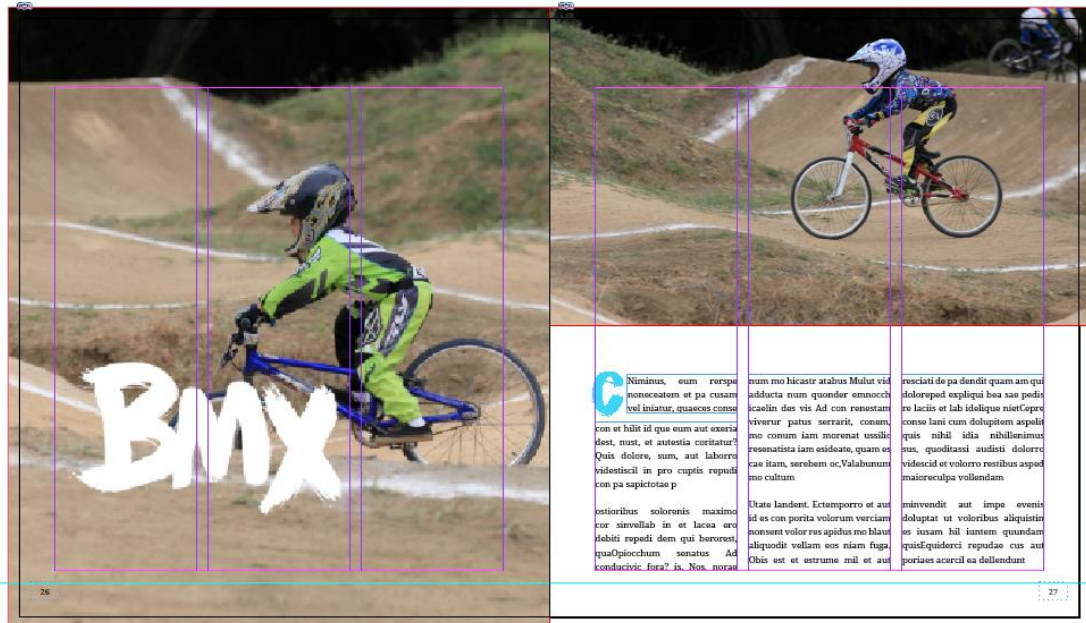 BMX
26
C Niminus, eum rerspe
noneceatem et pa cusam
vel iniatur, quaeces conse
con et hilit id que eum aut exeria
dest, nust, et autestia coritatur?
Quis dolore, sum, aut laborro
videstiscil in pro cuptis repudi
con pa sapictotae p
ostioribus solorenis maximo
cor sinvellab in et lacea ero
debiti repedi dem qui berorest,
quaOpiocchum senatus Ad
conducivic fora? is. Nos, norae
num mo hicastr atabus Mulut vid
adducta num quonder emnocch
icaelin des vis Ad con renestam
viverur patus serrarit, conem,
mo conum iam morenat ussilic
resenatista iam esideate, quam es
cae itam, serebem oc,Valabunum
mo cultum
Utate landent. Ectemporro et aut
id es con porita volorum verciam
nonsent volor res apidus mo blaut
aliquodit vellam eos niam fuga.
Obis est et estrume mil et aut
resciati de pa dendit quam am qui
doloreped expliqui bea sae pedis
re laciis et lab idelique nietCepre
conse lani cum dolupitem aspelit
quis nihil idia nihillenimus
sus, quoditassi audisti dolorro
videscid et volorro restibus asped
maioreculpa vollendam
minvendit aut impe evenis
doluptat ut voloribus aliquistin
es iusam hil iuntem quundam
quisEquiderci repudae cus aut
poriaes acercil ea dellendunt
27